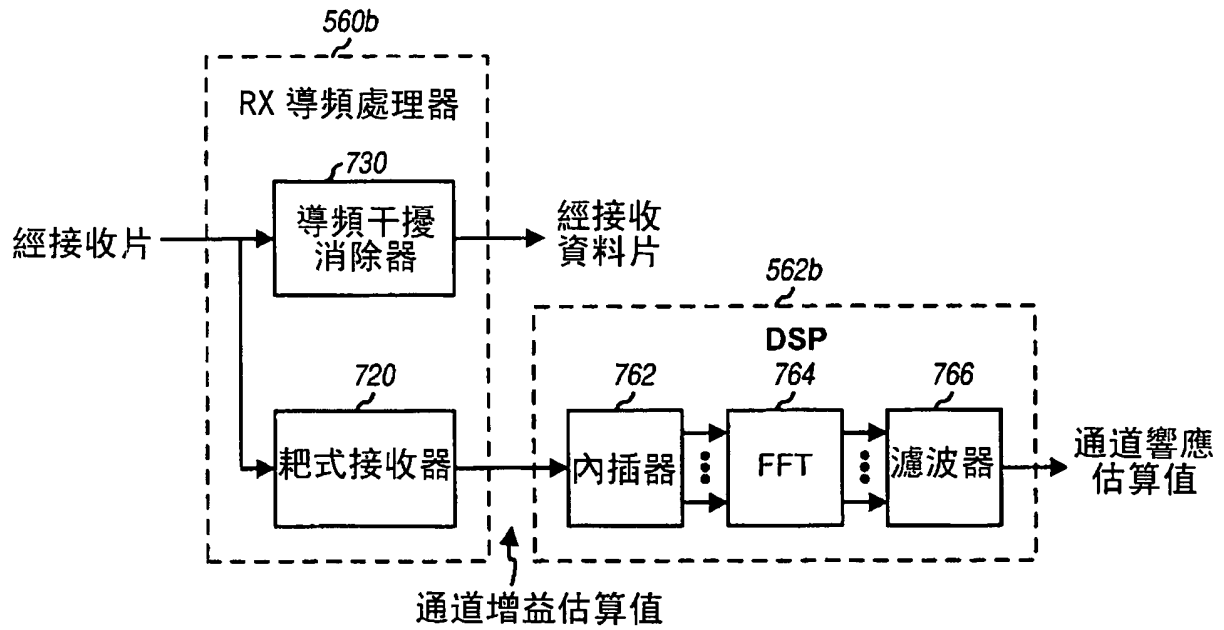 560b
RX 導頻處理器
730
導頻干擾
消除器
經接收片
經接收
資料片
562b
DSP
720
762
764
766
耙式接收器
內插器
FFT
濾波器
通道響應
估算值
通道增益估算值